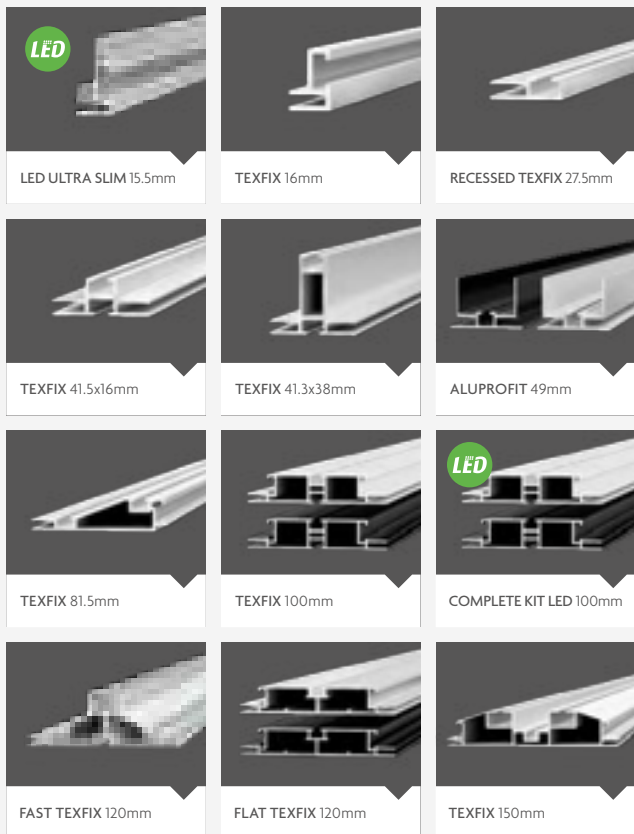 LED
LED ULTRA SLIM 15.5mm
TEXFIX 16mm
RECESSED TEXFIX 27.5mm
TEXFIX 41.5x16mm
TEXFIX 41.3x38mm
ALUPROFIT 49mm
LED
TEXFIX 81.5mm
TEXFIX 100mm
COMPLETE KIT LED 100mm
FAST TEXFIX 120mm
FLAT TEXFIX 120mm
TEXFIX 150mm